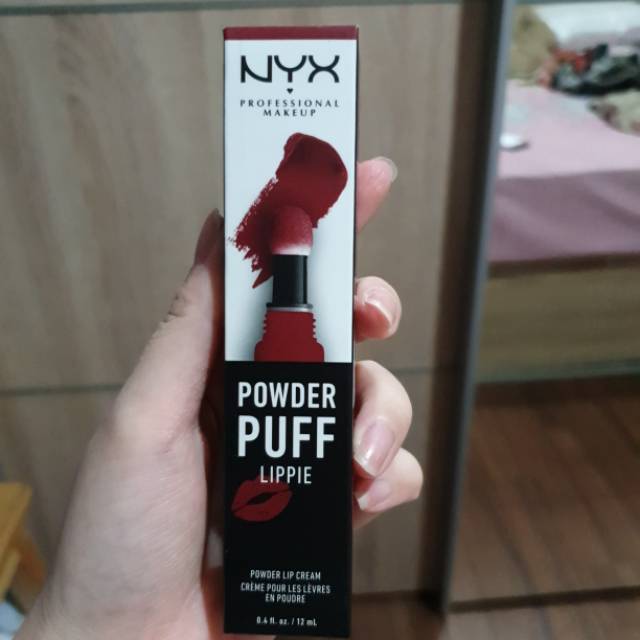 NYX
PROFESSIONAL
MAKEUP
POWDER
PUFF
LIPPIE
POWDER LIP CREAM
CRÈME POUR LES LÈVRES
EN POUDRE
0.4 fl. oz. / 12 mL